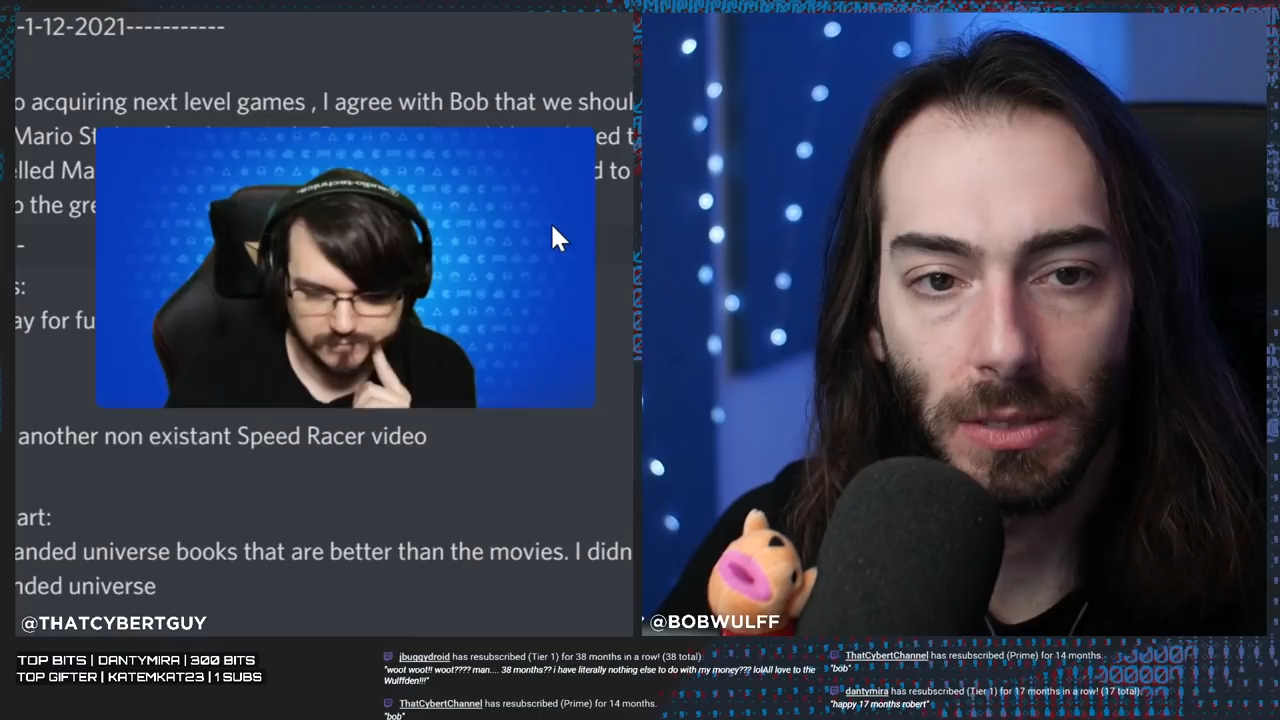 -1-12-2021-----------
o acquiring next level games , I agree with Bob that we shoul
Mario St
ed t
elled Ma
d to
o the gre
-
s:
ay for fu
another non existant Speed Racer video
art:
anded universe books that are better than the movies. I didn
nded universe
@THATCYBERTGUY
audio-technica
@BOBWULFF
TOP BITS | DANTYMIRA | 300 BITS
TOP GIFTER | KATEMKAT23 | 1 SUBS
jbuggydroid has resubscribed (Tier 1) for 38 months in a row! (38 total):
"woot woo!! woo!???? man.... 38 months?? i have literally nothing else to do with my money??? lolAll love to the
Wulffden!!!"
ThatCybertChannel has resubscribed (Prime) for 14 months.
"bob"
ThatCybertChannel has resubscribed (Prime) for 14 months.
"bob"
dantymira has resubscribed (Tier 1) for 17 months in a row! (17 total):
"happy 17 months robert"